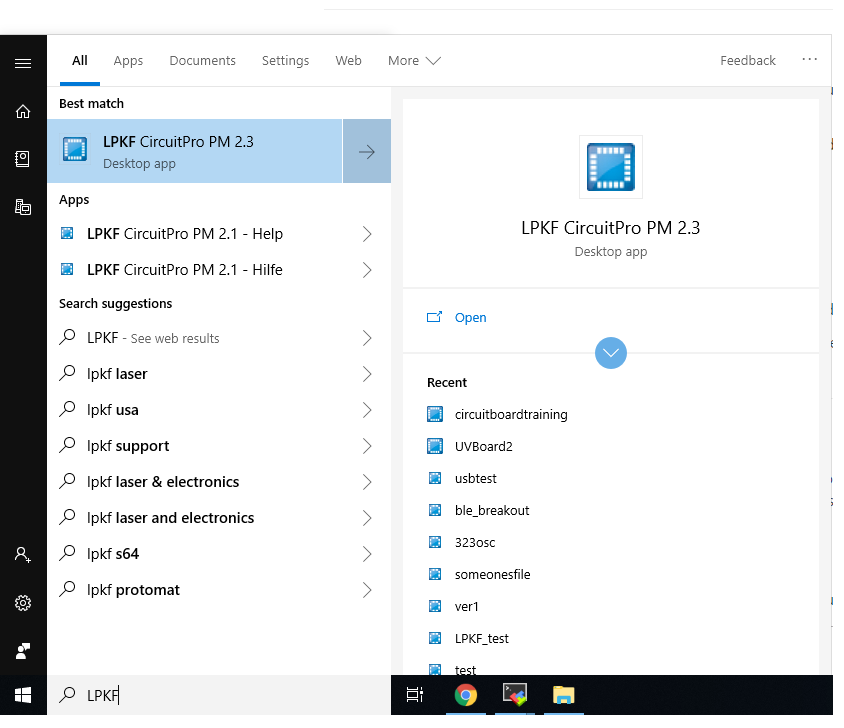 All Apps Documents Settings Web More Feedback ...
Best match
LPKF CircuitPro PM 2.3
Desktop app
Apps
LPKF CircuitPro PM 2.1 - Help
LPKF CircuitPro PM 2.1 - Hilfe
Search suggestions
LPKF - See web results
lpkf laser
lpkf usa
lpkf support
lpkf laser & electronics
lpkf laser and electronics
lpkf s64
lpkf protomat
LPKF CircuitPro PM 2.3
Desktop app
Open
Recent
circuitboardtraining
UVBoard2
usbtest
ble_breakout
323osc
someonesfile
ver1
LPKF_test
test
LPKF